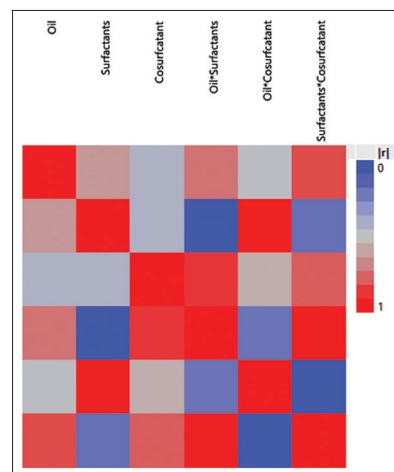 Oil
Surfactants
Cosurfcatant
Oil*Surfactants
Oil*Cosurfcatant
Surfactants*Cosurfcatant
|r|
0
1